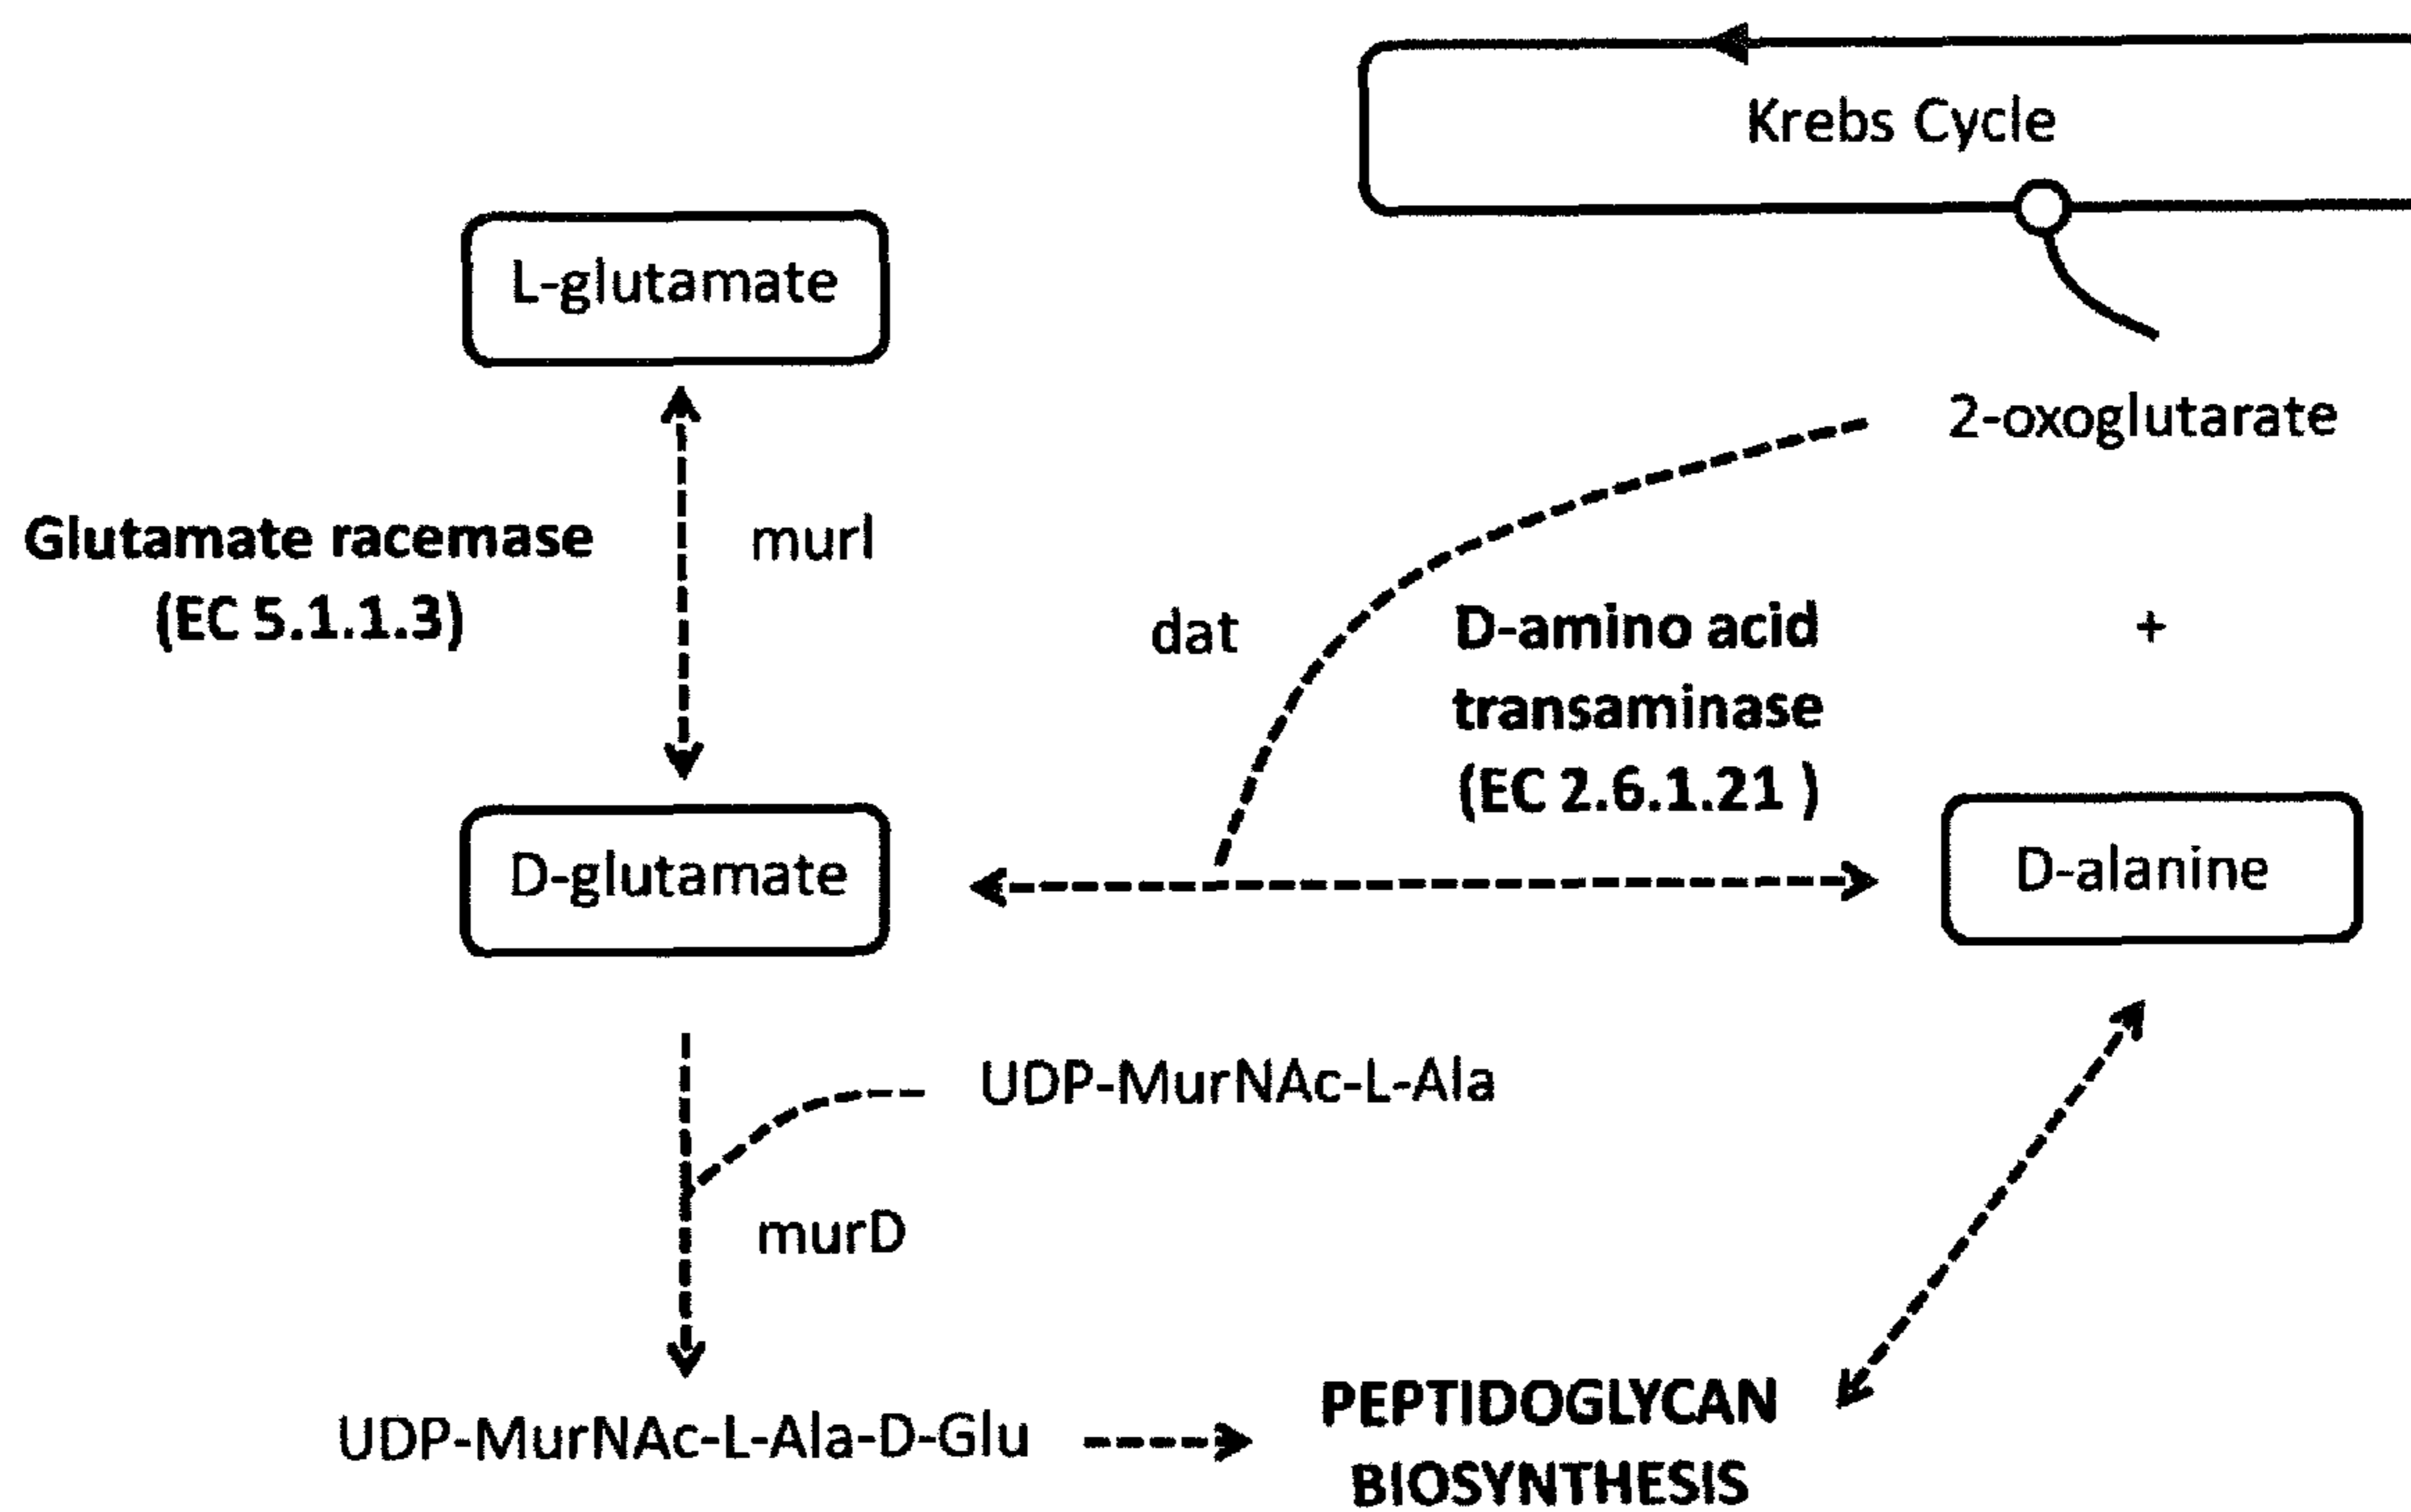 Krebs Cycle
L-glutamate
2-oxoglutarate
Glutamate racemase
(EC 5.1.1.3)
murI
dat
D-amino acid
transaminase
(EC 2.6.1.21 )
+
D-glutamate
D-alanine
UDP-MurNAc-L-Ala
murD
UDP-MurNAc-L-Ala-D-Glu
PEPTIDOGLYCAN
BIOSYNTHESIS